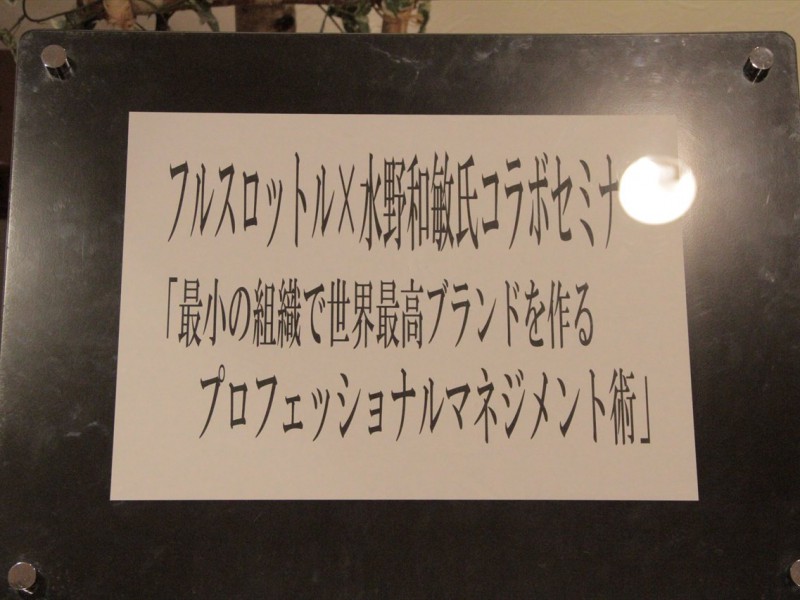 フルスロットル×水野和敏氏コラボセミナ
「最小の組織で世界最高ブランドを作る
プロフェッショナルマネジメント術」